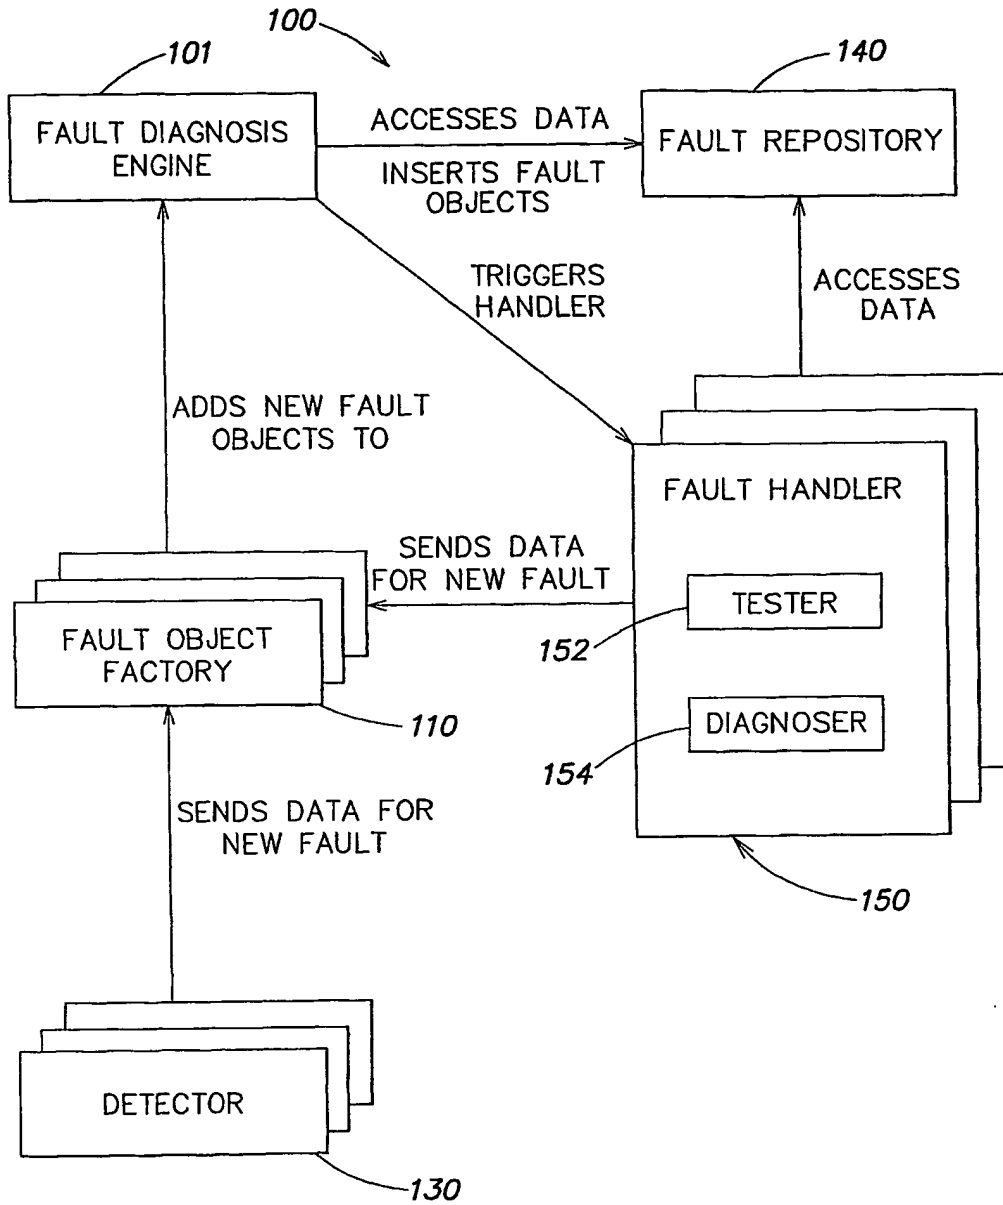 100
101
FAULT DIAGNOSIS
ENGINE
ACCESSES DATA
INSERTS FAULT
OBJECTS
140
FAULT REPOSITORY
TRIGGERS
HANDLER
ACCESSES
DATA
ADDS NEW FAULT
OBJECTS TO
FAULT HANDLER
SENDS DATA
FOR NEW FAULT
TESTER
152
FAULT OBJECT
FACTORY
110
DIAGNOSER
154
SENDS DATA FOR
NEW FAULT
150
DETECTOR
130